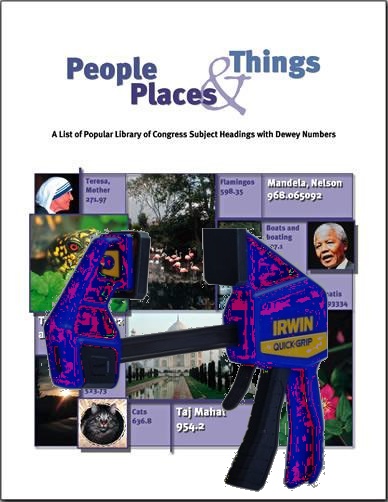 People
Places
&
Things
A List of Popular Library of Congress Subject Headings with Dewey Numbers
Teresa,
Mother
271.97
Flamingos
598.35
Mandela, Nelson
968.065092
Boats and
boating
IRWIN
QUICK-GRIP
523.73
Cats
636.8
Taj Mahal
954.2